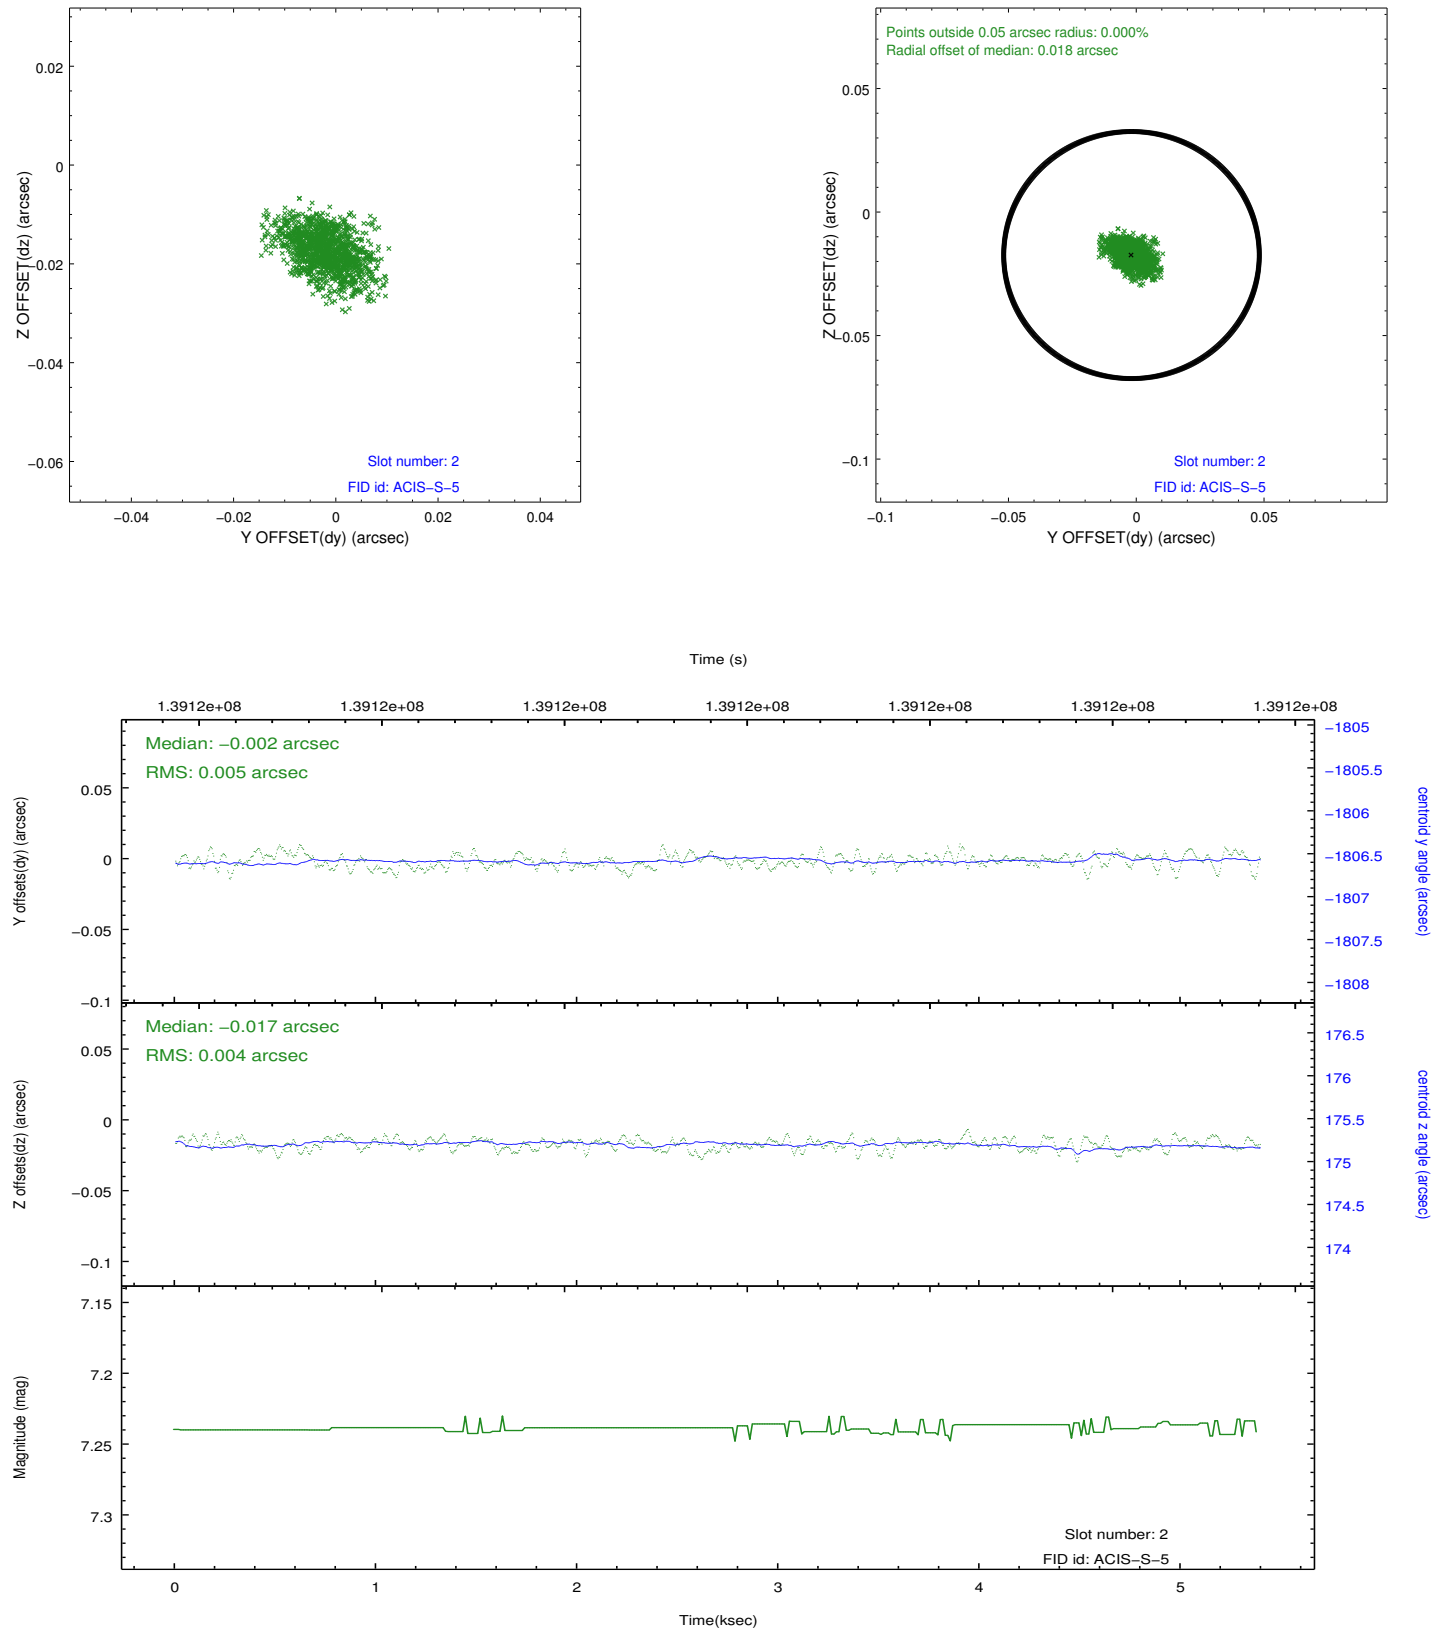 0.02
0
−0.02
−0.04
−0.06
Z OFFSET(dz) (arcsec)
Slot number: 2
FID id: ACIS−S−5
−0.04
−0.02
0
0.02
0.04
Y OFFSET(dy) (arcsec)
Points outside 0.05 arcsec radius: 0.000%
Radial offset of median: 0.018 arcsec
0.05
0
−0.05
−0.1
Z OFFSET(dz) (arcsec)
Slot number: 2
FID id: ACIS−S−5
−0.1
−0.05
0
0.05
Y OFFSET(dy) (arcsec)
Time (s)
1.3912e+08
1.3912e+08
1.3912e+08
1.3912e+08
1.3912e+08
1.3912e+08
1.3912e+08
Median: −0.002 arcsec
RMS: 0.005 arcsec
0.05
0
−0.05
−0.1
Y offsets(dy) (arcsec)
−1805
−1805.5
−1806
−1806.5
−1807
−1807.5
−1808
centroid y angle (arcsec)
Median: −0.017 arcsec
RMS: 0.004 arcsec
0.05
0
−0.05
−0.1
Z offsets(dz) (arcsec)
176.5
176
175.5
175
174.5
174
centroid z angle (arcsec)
7.15
7.2
7.25
7.3
Magnitude (mag)
Slot number: 2
FID id: ACIS−S−5
0
1
2
3
4
5
Time(ksec)